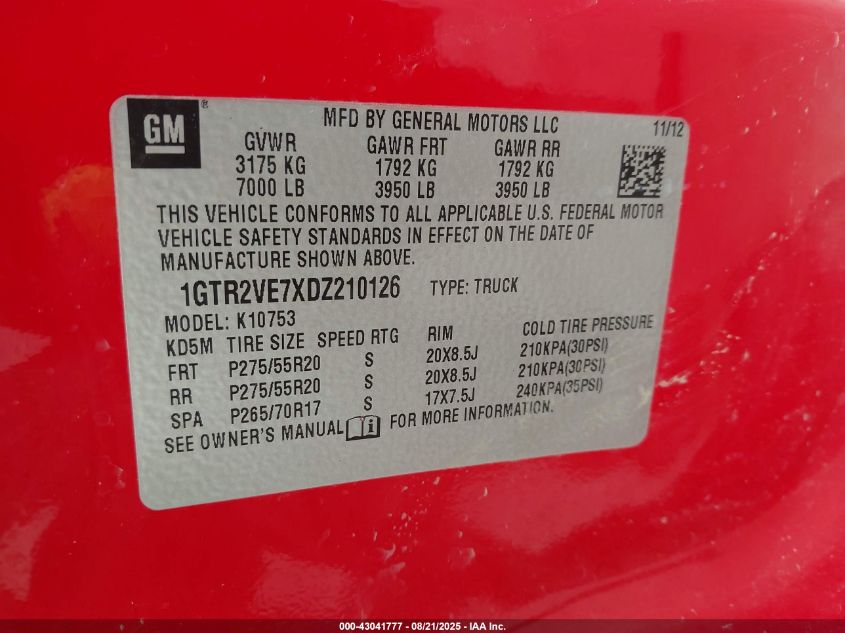 GM®
MFD BY GENERAL MOTORS LLC 11/12
GVWR GAWR FRT GAWR RR
3175 KG 1792 KG 1792 KG
7000 LB 3950 LB 3950 LB
THIS VEHICLE CONFORMS TO ALL APPLICABLE U.S. FEDERAL MOTOR
VEHICLE SAFETY STANDARDS IN EFFECT ON THE DATE OF
MANUFACTURE SHOWN ABOVE.
1GTR2VE7XDZ210126 TYPE: TRUCK
MODEL: K10753
KD5M TIRE SIZE SPEED RTG RIM COLD TIRE PRESSURE
FRT P275/55R20 S 20X8.5J 210KPA(30PSI)
RR P275/55R20 S 20X8.5J 210KPA(30PSI)
SPA P265/70R17 S 17X7.5J 240KPA(35PSI)
SEE OWNER'S MANUAL i FOR MORE INFORMATION.
000-43041777 - 08/21/2025 - IAA Inc.